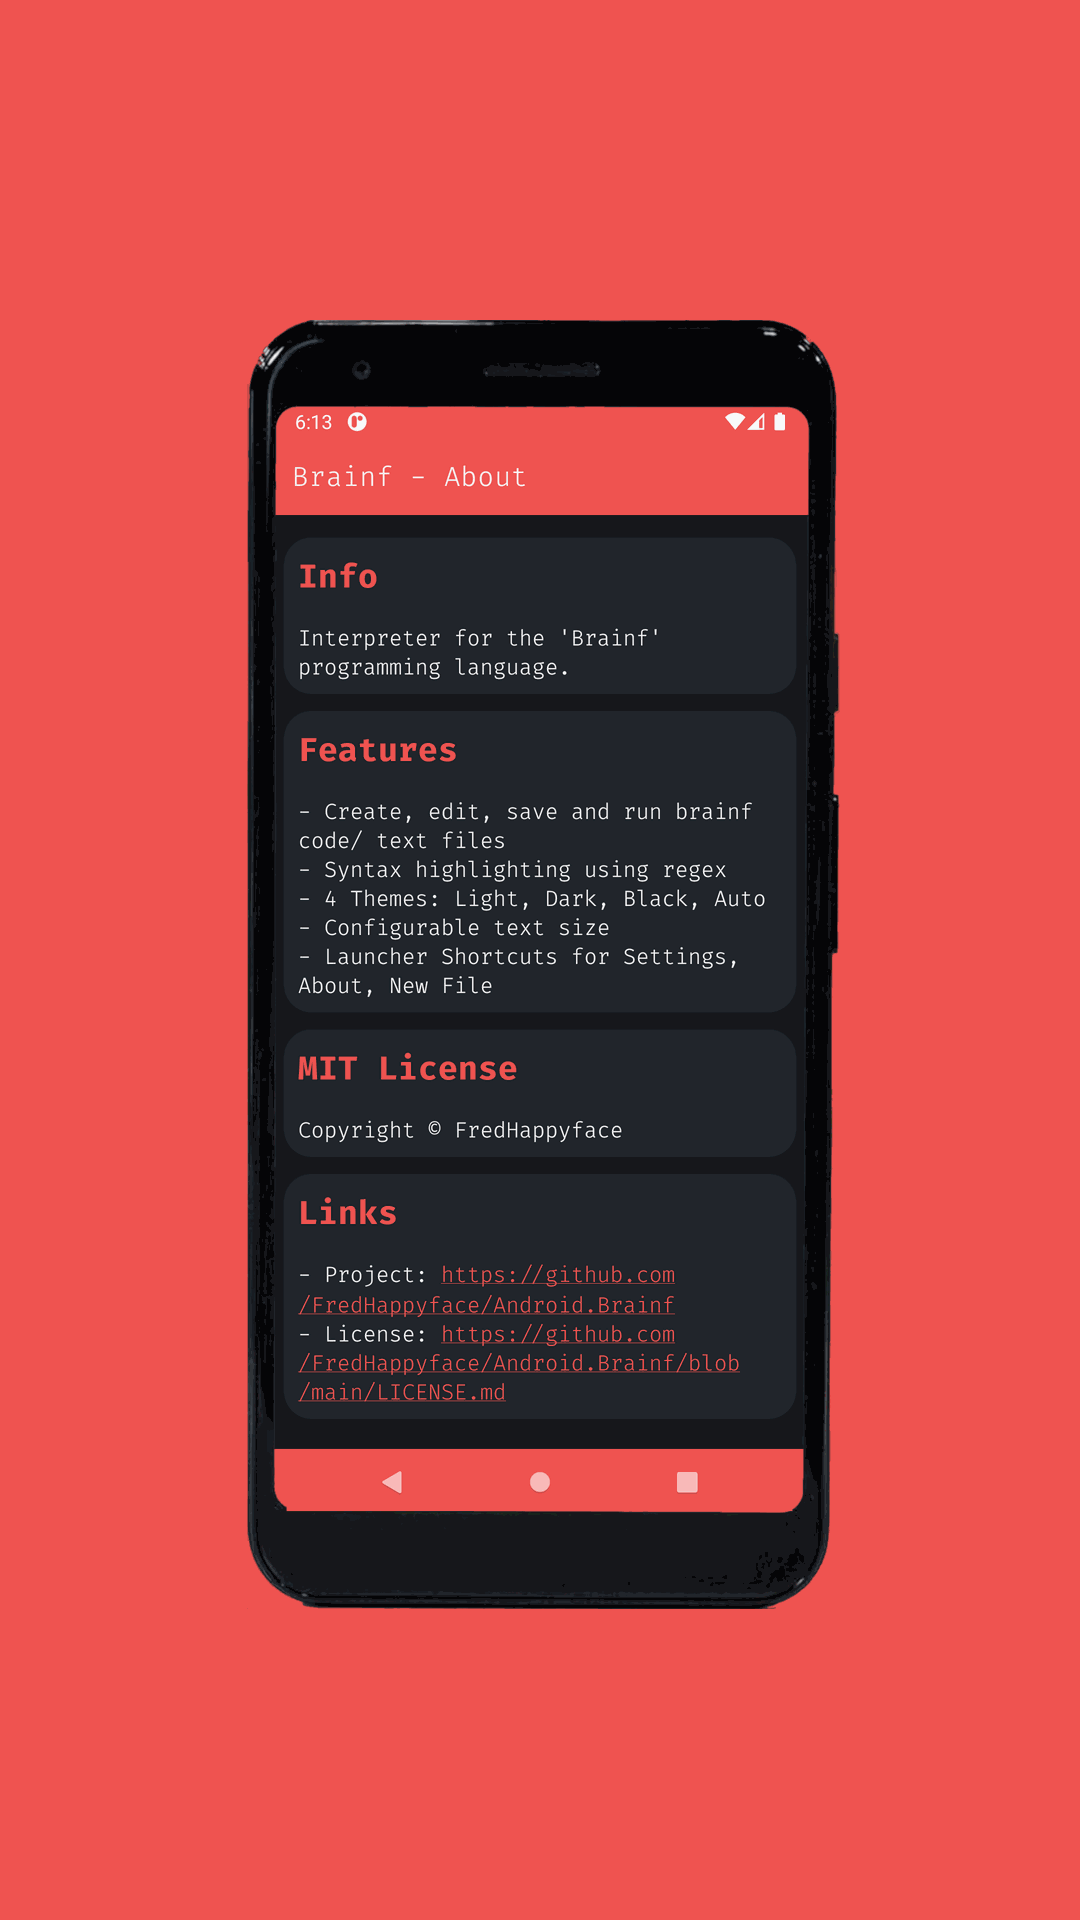 6:13
Brainf - About
Info
Interpreter for the 'Brainf'
programming language.
Features
- Create, edit, save and run brainf
code/ text files
- Syntax highlighting using regex
- 4 Themes: Light, Dark, Black, Auto
- Configurable text size
- Launcher Shortcuts for Settings,
About, New File
MIT License
Copyright © FredHappyface
Links
- Project: https://github.com
/FredHappyface/Android.Brainf
- License: https://github.com
/FredHappyface/Android.Brainf/blob
/main/LICENSE.md